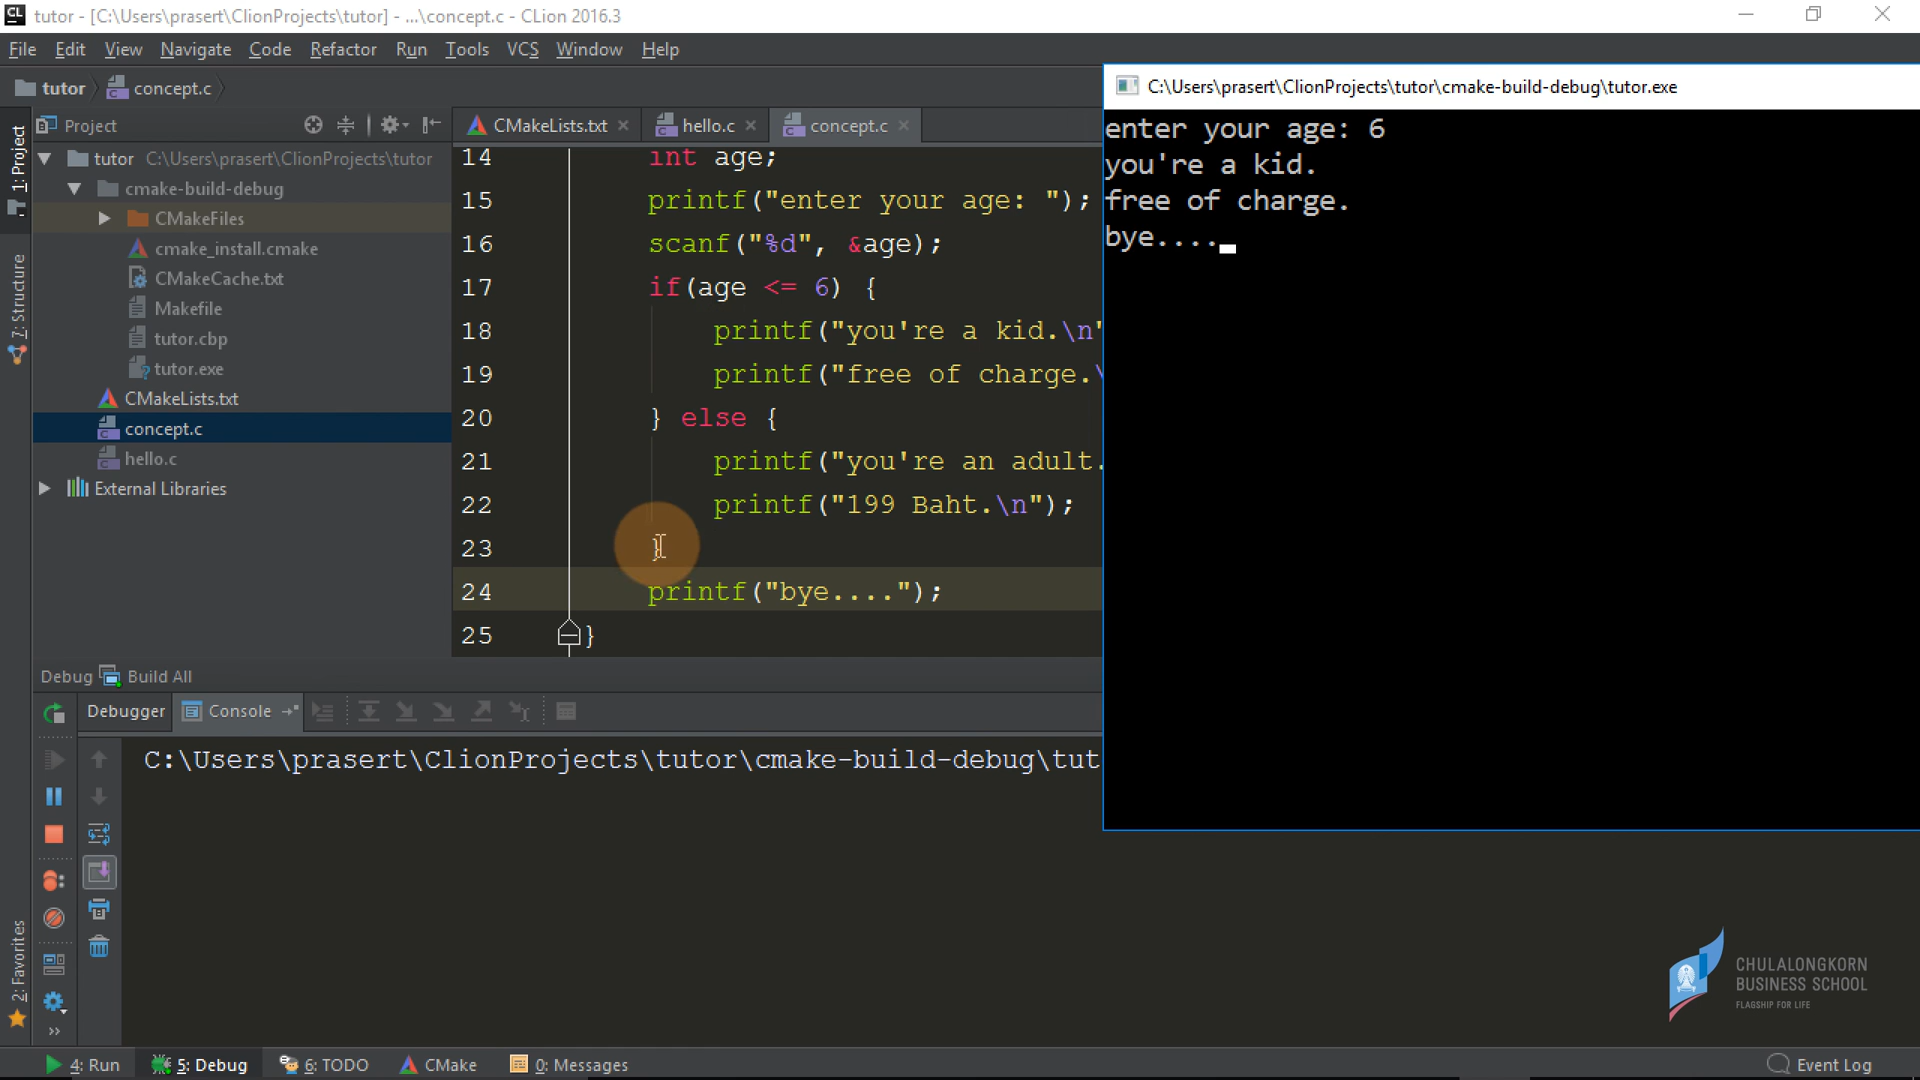 tutor - [C:\Users\prasert\ClionProjects\tutor] - ...\concept.c - CLion 2016.3
File Edit View Navigate Code Refactor Run Tools VCS Window Help
tutor concept.c
C:\Users\prasert\ClionProjects\tutor\cmake-build-debug\tutor.exe
1: Project
7: Structure
2: Favorites
Project
tutor C:\Users\prasert\ClionProjects\tutor
cmake-build-debug
CMakeFiles
cmake_install.cmake
CMakeCache.txt
Makefile
tutor.cbp
tutor.exe
CMakeLists.txt
concept.c
hello.c
External Libraries
CMakeLists.txt hello.c concept.c
14 int age;
15 printf("enter your age: ");
16 scanf("%d", &age);
17 if(age <= 6) {
18 printf("you're a kid.\n"
19 printf("free of charge.\
20 } else {
21 printf("you're an adult.
22 printf("199 Baht.\n");
23 }
24 printf("bye....");
25 }
enter your age: 6
you're a kid.
free of charge.
bye....
Debug Build All
Debugger Console
C:\Users\prasert\ClionProjects\tutor\cmake-build-debug\tut
CHULALONGKORN
BUSINESS SCHOOL
FLAGSHIP FOR LIFE
4: Run 5: Debug 6: TODO CMake 0: Messages Event Log